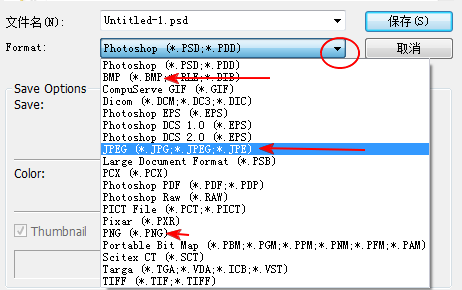 文件名(N): Untitled-1.psd 保存(S)
Format: Photoshop (*.PSD;*.PDD) 取消
Photoshop (*.PSD;*.PDD)
BMP (*.BMP;*.RLE;*.DIB)
CompuServe GIF (*.GIF)
Save Options
Dicom (*.DCM;*.DC3;*.DIC)
Save:
Photoshop EPS (*.EPS)
Photoshop DCS 1.0 (*.EPS)
Photoshop DCS 2.0 (*.EPS)
JPEG (*.JPG;*.JPEG;*.JPE)
Large Document Format (*.PSB)
Color:
PCX (*.PCX)
Photoshop PDF (*.PDF;*.PDP)
Photoshop Raw (*.RAW)
PICT File (*.PCT;*.PICT)
Pixar (*.PXR)
Thumbnail
PNG (*.PNG)
Portable Bit Map (*.PBM;*.PGM;*.PPM;*.PNM;*.PFM;*.PAM)
Scitex CT (*.SCT)
Targa (*.TGA;*.VDA;*.ICB;*.VST)
TIFF (*.TIF;*.TIFF)